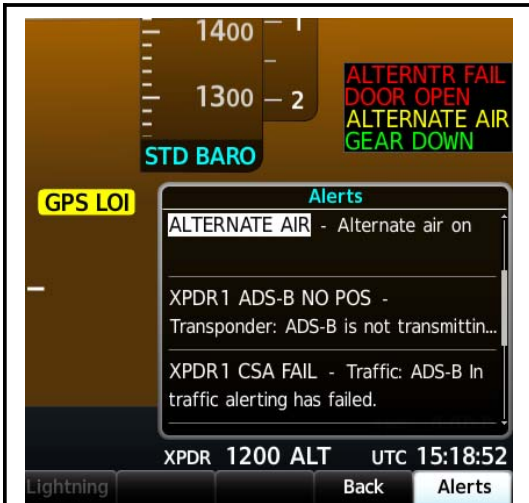 1400
1
1300
2
STD BARO
ALTERNTR FAIL
DOOR OPEN
ALTERNATE AIR
GEAR DOWN
GPS LOI
Alerts
ALTERNATE AIR - Alternate air on
XPDR1 ADS-B NO POS -
Transponder: ADS-B is not transmittin...
XPDR1 CSA FAIL - Traffic: ADS-B In
traffic alerting has failed.
XPDR 1200 ALT UTC 15:18:52
Lightning Back Alerts